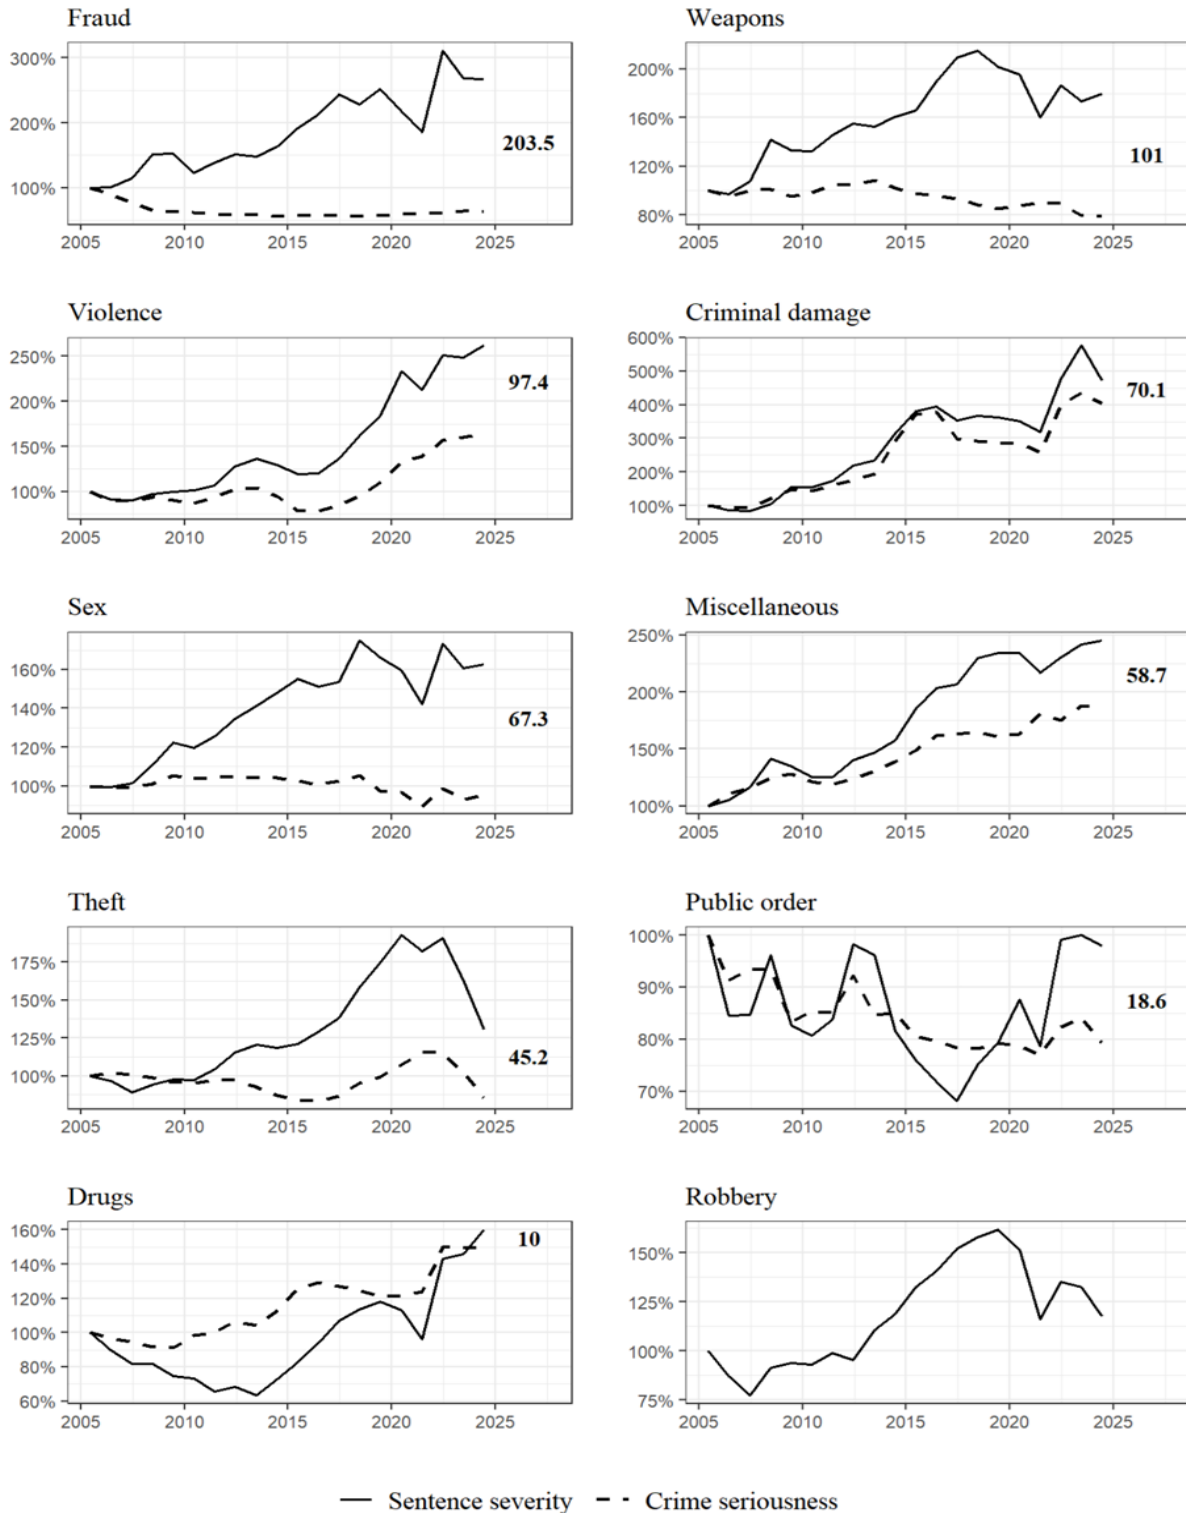 Fraud
300%
200%
100%
203.5
2005 2010 2015 2020 2025
Weapons
200%
160%
120%
80%
101
2005 2010 2015 2020 2025
Violence
250%
200%
150%
100%
97.4
2005 2010 2015 2020 2025
Criminal damage
600%
500%
400%
300%
200%
100%
70.1
2005 2010 2015 2020 2025
Sex
160%
140%
120%
100%
67.3
2005 2010 2015 2020 2025
Miscellaneous
250%
200%
150%
100%
58.7
2005 2010 2015 2020 2025
Theft
175%
150%
125%
100%
45.2
2005 2010 2015 2020 2025
Public order
100%
90%
80%
70%
18.6
2005 2010 2015 2020 2025
Drugs
160%
140%
120%
100%
80%
60%
10
2005 2010 2015 2020 2025
Robbery
150%
125%
100%
75%
2005 2010 2015 2020 2025
Sentence severity Crime seriousness